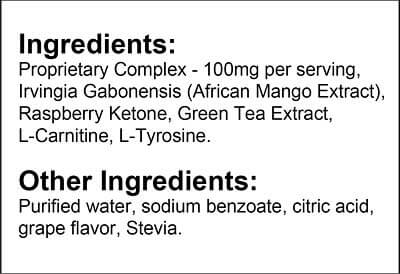 Ingredients:
Proprietary Complex - 100mg per serving,
Irvingia Gabonensis (African Mango Extract),
Raspberry Ketone, Green Tea Extract,
L-Carnitine, L-Tyrosine.
Other Ingredients:
Purified water, sodium benzoate, citric acid,
grape flavor, Stevia.